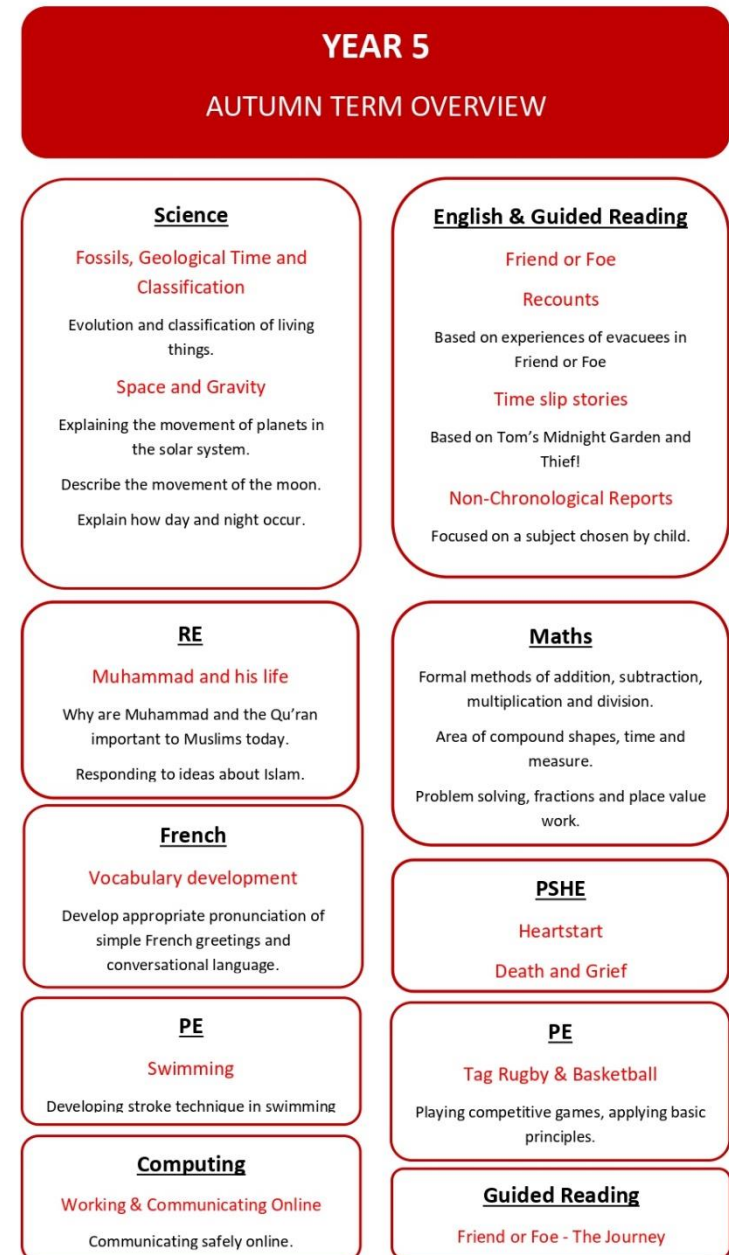 YEAR 5
AUTUMN TERM OVERVIEW
Science
Fossils, Geological Time and
Classification
Evolution and classification of living
things.
Space and Gravity
Explaining the movement of planets in
the solar system.
Describe the movement of the moon.
Explain how day and night occur.
English & Guided Reading
Friend or Foe
Recounts
Based on experiences of evacuees in
Friend or Foe
Time slip stories
Based on Tom's Midnight Garden and
Thief!
Non-Chronological Reports
Focused on a subject chosen by child.
RE
Muhammad and his life
Why are Muhammad and the Qu'ran
important to Muslims today.
Responding to ideas about Islam.
Maths
Formal methods of addition, subtraction,
multiplication and division.
Area of compound shapes, time and
measure.
Problem solving, fractions and place value
work.
French
Vocabulary development
Develop appropriate pronunciation of
simple French greetings and
conversational language.
PSHE
Heartstart
Death and Grief
PE
Swimming
Developing stroke technique in swimming
PE
Tag Rugby & Basketball
Playing competitive games, applying basic
principles.
Computing
Working & Communicating Online
Communicating safely online.
Guided Reading
Friend or Foe - The Journey